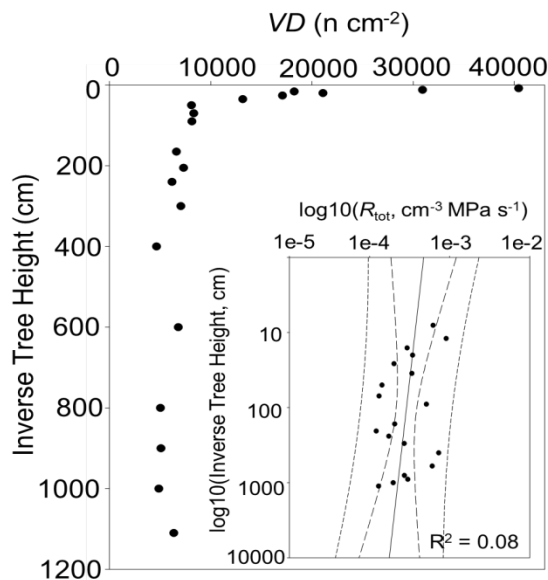 VD (n cm-2)
0 10000 20000 30000 40000
0
200
400
600
800
1000
1200
Inverse Tree Height (cm)
log10(Rtot, cm-3 MPa s-1)
1e-5 1e-4 1e-3 1e-2
10
100
1000
10000
log10(Inverse Tree Height, cm)
R2 = 0.08